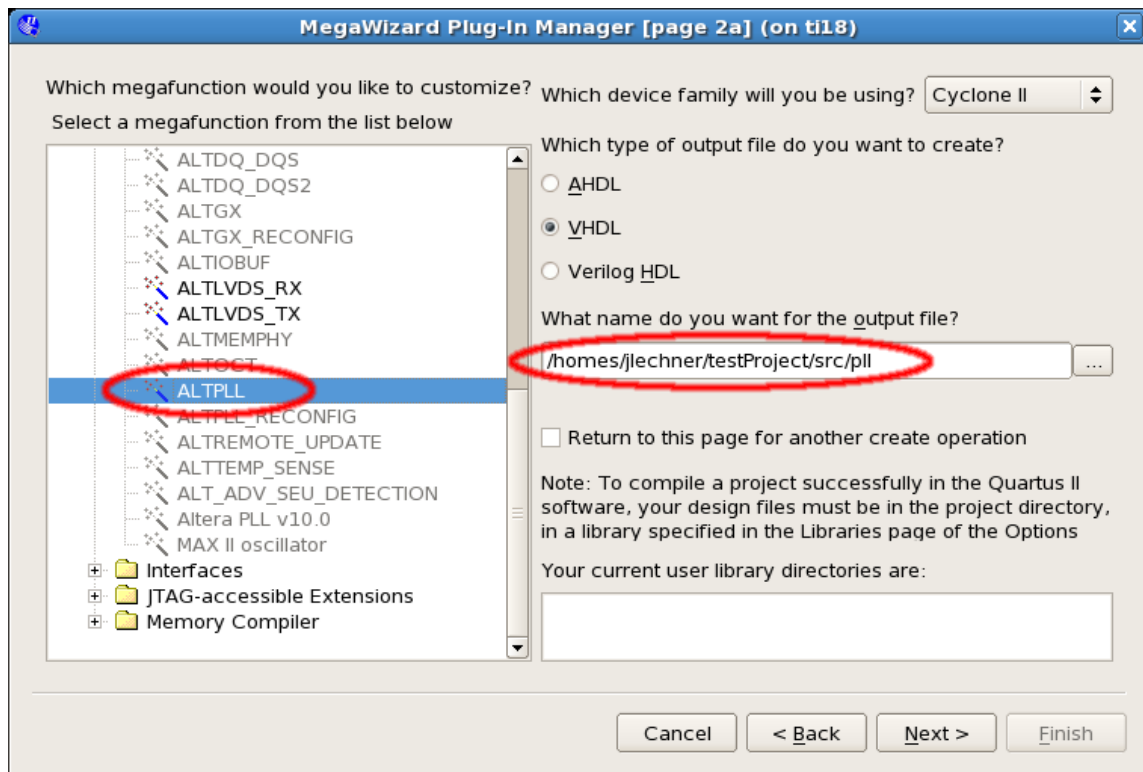 MegaWizard Plug-In Manager [page 2a] (on ti18)
Which megafunction would you like to customize?
Select a megafunction from the list below
ALTDQ_DQS
ALTDQ_DQS2
ALTGX
ALTGX_RECONFIG
ALTIOBUF
ALTLVDS_RX
ALTLVDS_TX
ALTMEMPHY
ALTOCT
ALTPLL
ALTPLL_RECONFIG
ALTREMOTE_UPDATE
ALTTEMP_SENSE
ALT_ADV_SEU_DETECTION
Altera PLL v10.0
MAX II oscillator
Interfaces
JTAG-accessible Extensions
Memory Compiler
Which device family will you be using? Cyclone II
Which type of output file do you want to create?
AHDL
VHDL
Verilog HDL
What name do you want for the output file?
/homes/jlechner/testProject/src/pll ...
Return to this page for another create operation
Note: To compile a project successfully in the Quartus II
software, your design files must be in the project directory,
in a library specified in the Libraries page of the Options
Your current user library directories are:
Cancel < Back Next > Finish